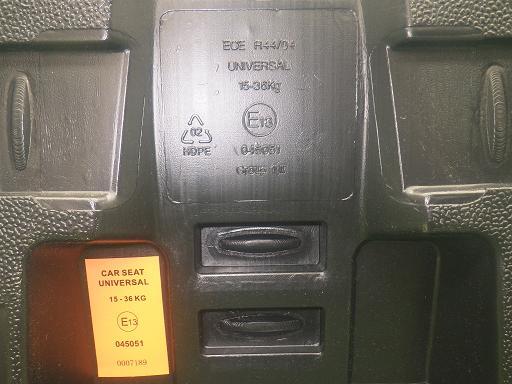 ECE R44/04
UNIVERSAL
15-36Kg
E13
02
HDPE
045051
Group
CAR SEAT
UNIVERSAL
15 - 36 KG
E13
045051
0007189